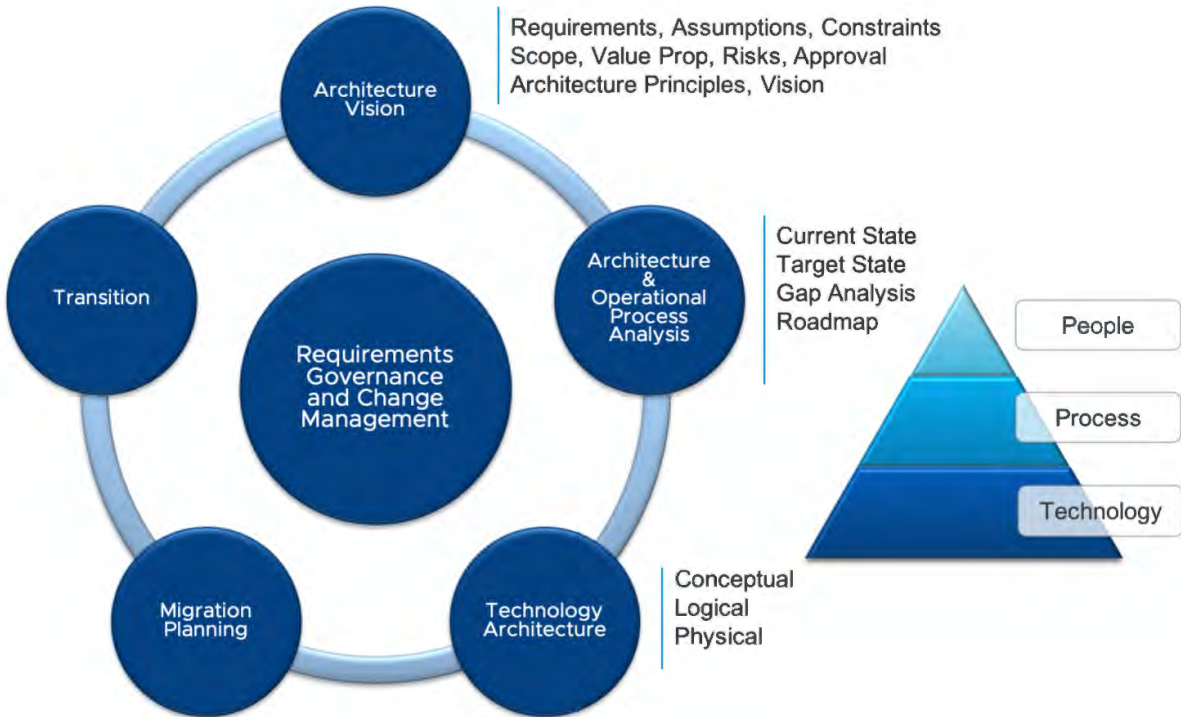 Requirements, Assumptions, Constraints
Scope, Value Prop, Risks, Approval
Architecture Principles, Vision
Architecture
Vision
Current State
Target State
Gap Analysis
Roadmap
Architecture
&
Operational
Process
Analysis
Transition
People
Process
Technology
Requirements
Governance
and Change
Management
Conceptual
Logical
Physical
Technology
Architecture
Migration
Planning